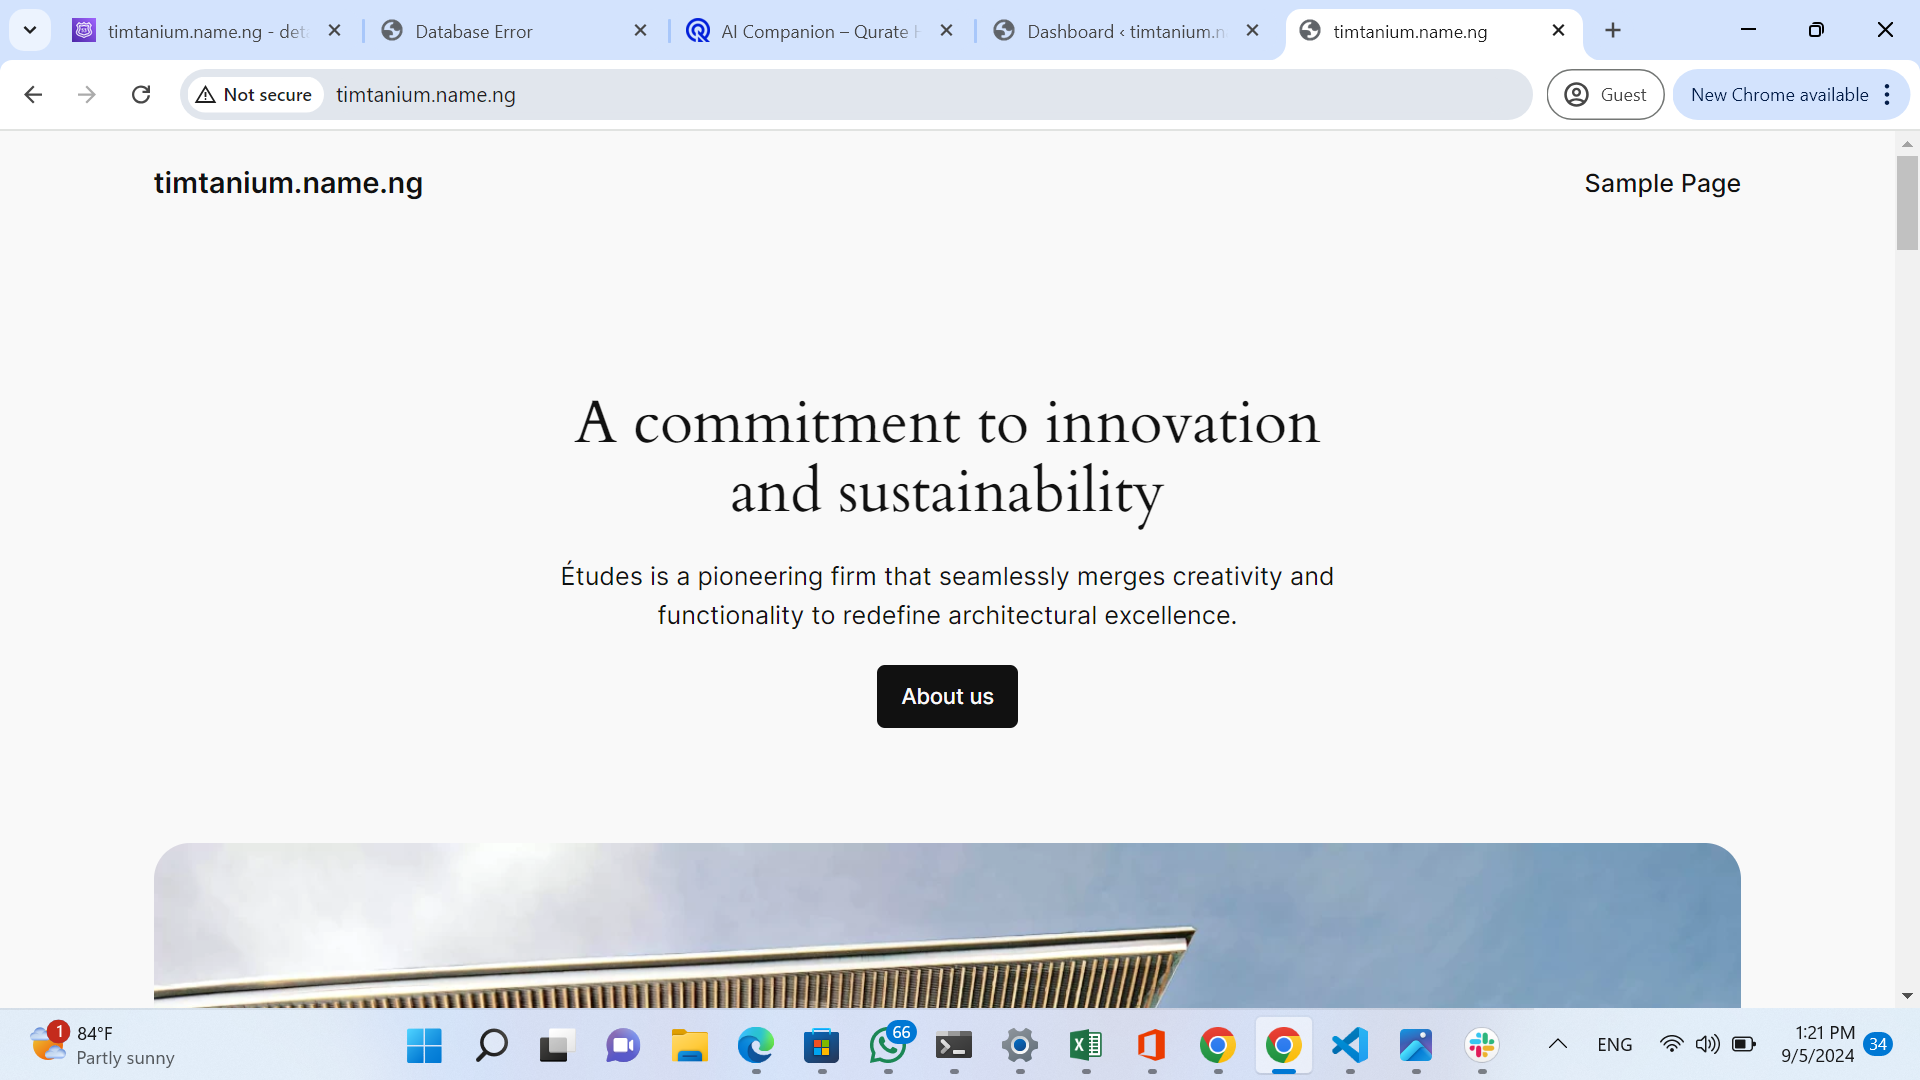 timtanium.name.ng - deta
Database Error
AI Companion – Qurate
Dashboard ‹ timtanium.n
timtanium.name.ng
Not secure
timtanium.name.ng
Guest
New Chrome available
timtanium.name.ng
Sample Page
A commitment to innovation
and sustainability
Études is a pioneering firm that seamlessly merges creativity and
functionality to redefine architectural excellence.
About us
1
84°F
Partly sunny
66
ENG
1:21 PM
9/5/2024
34